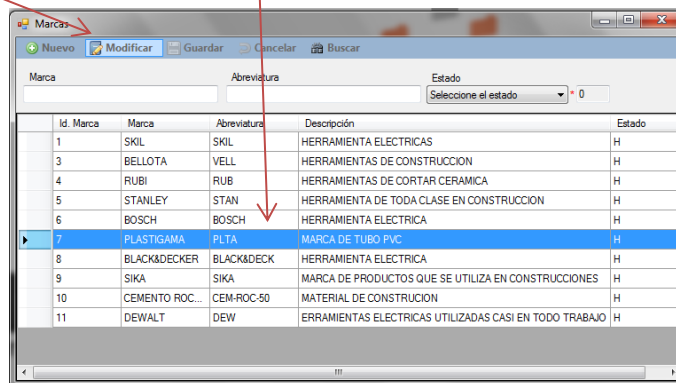 Marcas
Nuevo Modificar Guardar Cancelar Buscar
Marca Abreviatura Estado
Seleccione el estado * 0
Id. Marca Marca Abreviatura Descripción Estado
1 SKIL SKIL HERRAMIENTA ELECTRICAS H
3 BELLOTA VELL HERRAMIENTAS DE CONSTRUCCION H
4 RUBI RUB HERRAMIENTAS DE CORTAR CERAMICA H
5 STANLEY STAN HERRAMIENTA DE TODA CLASE EN CONSTRUCCION H
6 BOSCH BOSCH HERRAMIENTA ELECTRICA H
7 PLASTIGAMA PLTA MARCA DE TUBO PVC H
8 BLACK&DECKER BLACK&DECK HERRAMIENTA ELECTRICA H
9 SIKA SIKA MARCA DE PRODUCTOS QUE SE UTILIZA EN CONSTRUCCIONES H
10 CEMENTO ROC... CEM-ROC-50 MATERIAL DE CONSTRUCION H
11 DEWALT DEW ERRAMIENTAS ELECTRICAS UTILIZADAS CASI EN TODO TRABAJO H